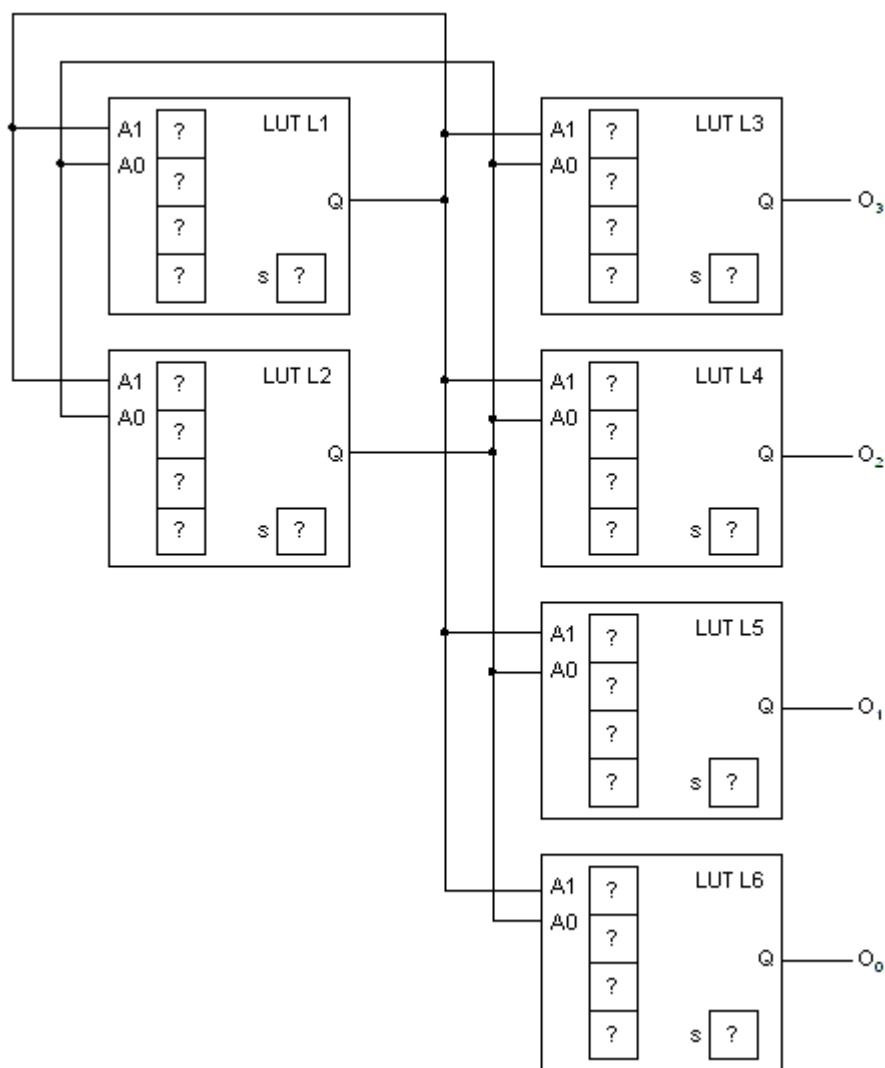 A1 ? LUT L1
A0 ?
? Q
? s ?
A1 ? LUT L2
A0 ?
? Q
? s ?
A1 ? LUT L3
A0 ?
? Q O₃
? s ?
A1 ? LUT L4
A0 ?
? Q O₂
? s ?
A1 ? LUT L5
A0 ?
? Q O₁
? s ?
A1 ? LUT L6
A0 ?
? Q O₀
? s ?